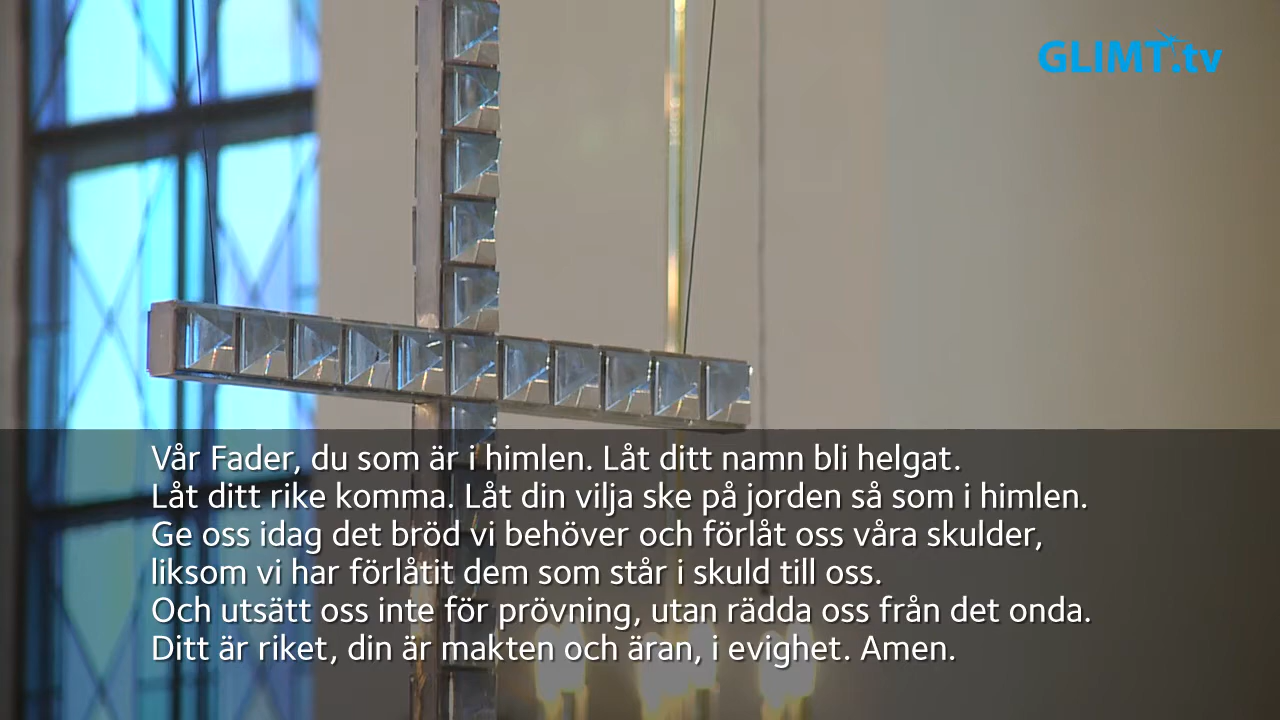 GLIMT.tv
Vår Fader, du som är i himlen. Låt ditt namn bli helgat.
Låt ditt rike komma. Låt din vilja ske på jorden så som i himlen.
Ge oss idag det bröd vi behöver och förlåt oss våra skulder,
liksom vi har förlåtit dem som står i skuld till oss.
Och utsätt oss inte för prövning, utan rädda oss från det onda.
Ditt är riket, din är makten och äran, i evighet. Amen.